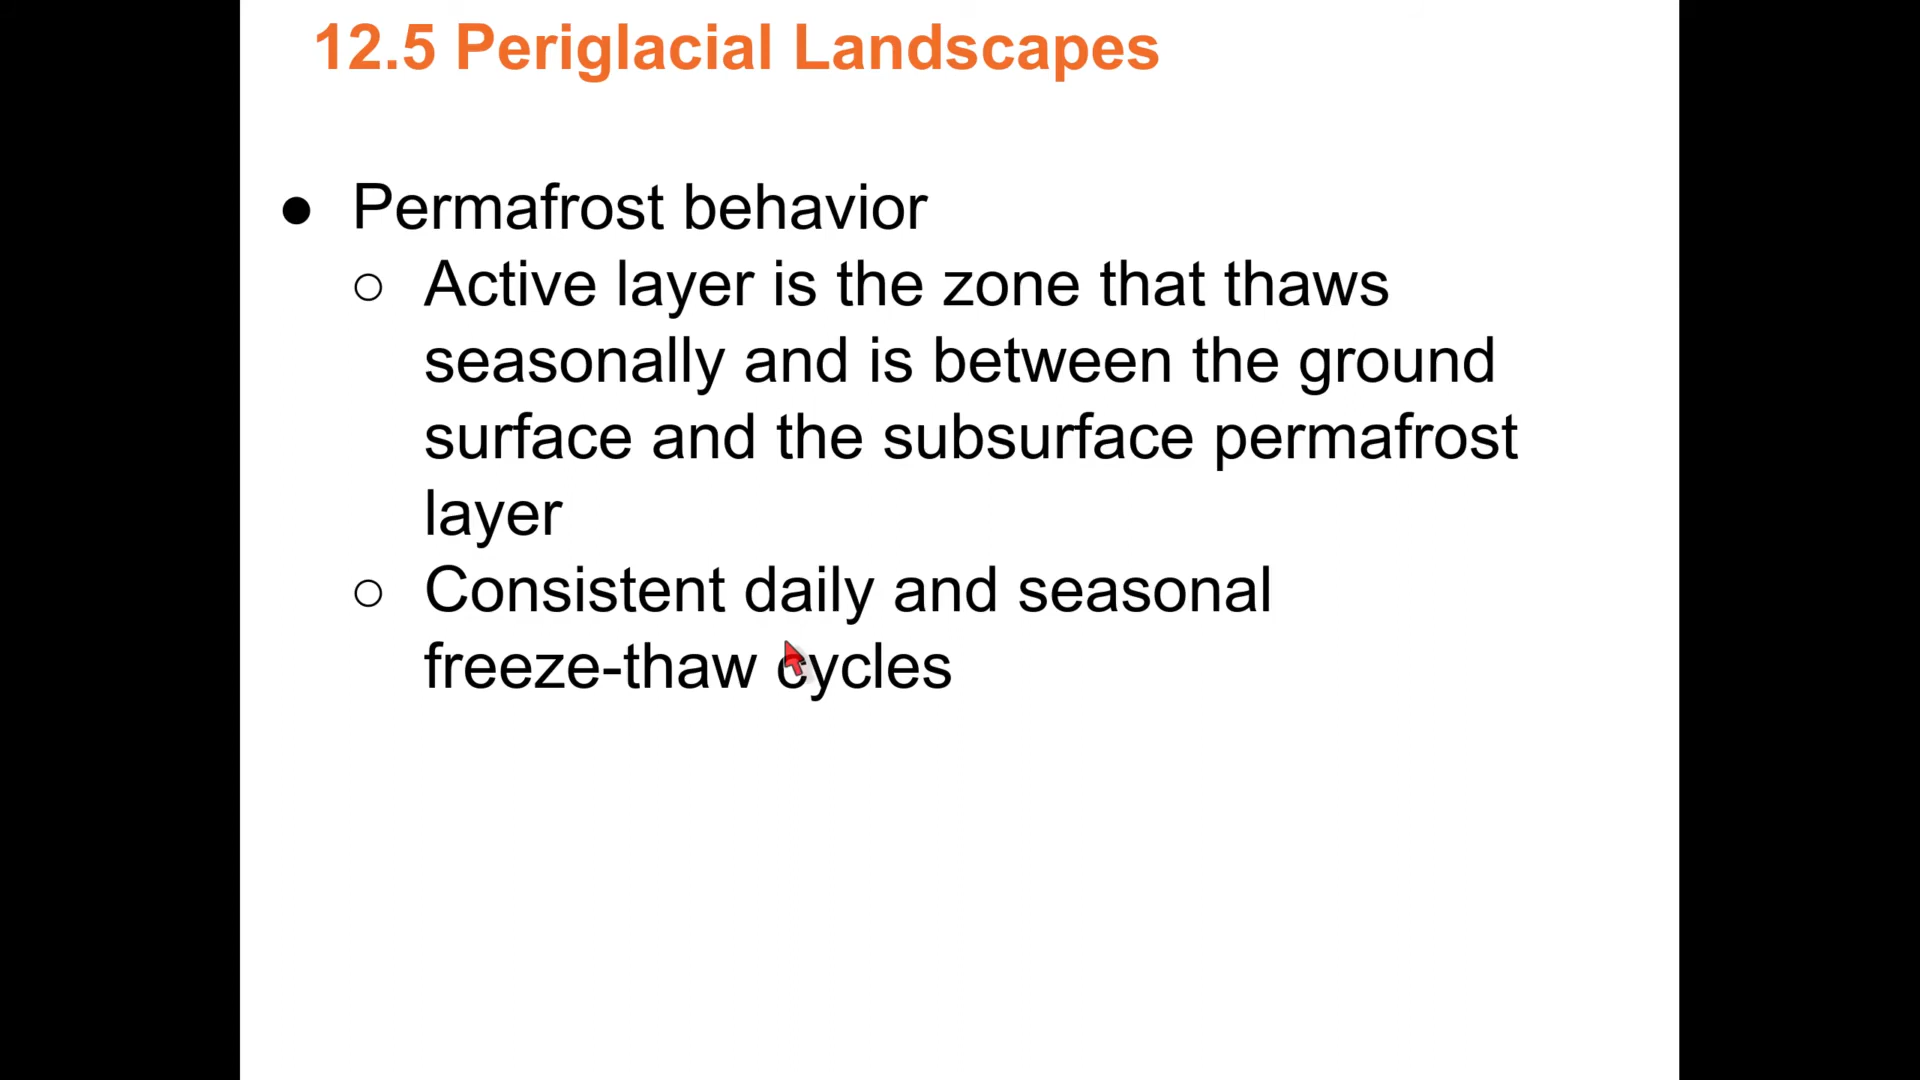 12.5 Periglacial Landscapes
● Permafrost behavior
○ Active layer is the zone that thaws
seasonally and is between the ground
surface and the subsurface permafrost
layer
○ Consistent daily and seasonal
freeze-thaw cycles